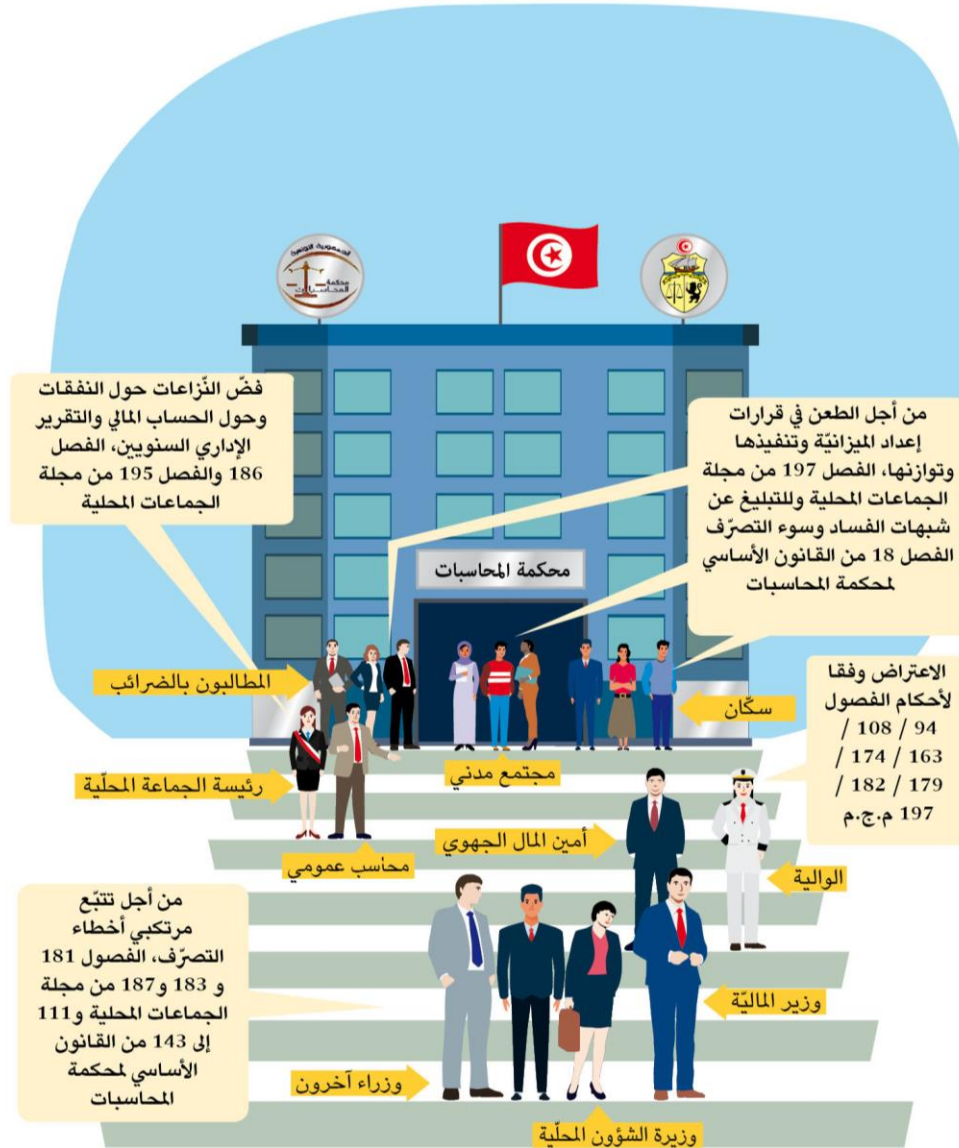 الجمهورية التونسية
محكمة
المحاسبات
فضّ النّزاعات حول النفقات
وحول الحساب المالي والتقرير
الإداري السنويين، الفصل
186 والفصل 195 من مجلة
الجماعات المحلية
من أجل الطعن في قرارات
إعداد الميزانيّة وتنفيذها
وتوازنها، الفصل 197 من مجلة
الجماعات المحلية وللتبليغ عن
شبهات الفساد وسوء التصرّف
الفصل 18 من القانون الأساسي
لمحكمة المحاسبات
محكمة المحاسبات
المطالبون بالضرائب
سكّان
الاعتراض وفقا
لأحكام الفصول
94 / 108 /
163 / 174 /
179 / 182 /
197 م.ج.م
مجتمع مدني
رئيسة الجماعة المحلّية
أمين المال الجهوي
محاسب عمومي
الوالية
من أجل تتبّع
مرتكبي أخطاء
التصرّف، الفصول 181
و 183 و187 من مجلة
الجماعات المحلية و111
إلى 143 من القانون
الأساسي لمحكمة
المحاسبات
وزير الماليّة
وزراء آخرون
وزيرة الشؤون المحلّية